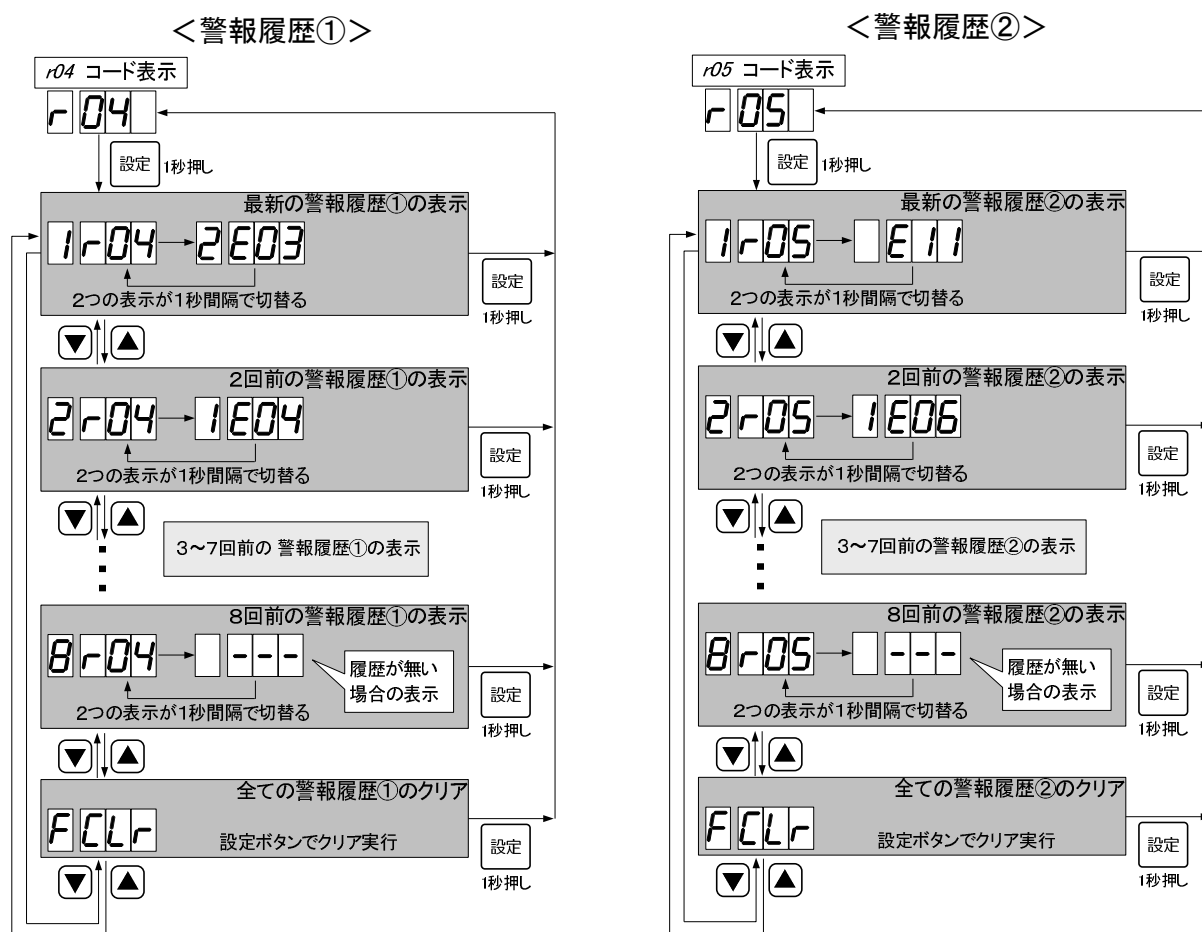 ＜警報履歴①＞
r04 コード表示
r 04
設定 1秒押し
最新の警報履歴①の表示
1r04 2E03
2つの表示が1秒間隔で切替る
設定
1秒押し
▼ ▲
2回前の警報履歴①の表示
2r04 1E04
2つの表示が1秒間隔で切替る
設定
1秒押し
▼ ▲
3～7回前の 警報履歴①の表示
8回前の警報履歴①の表示
8r04 ---
履歴が無い
場合の表示
2つの表示が1秒間隔で切替る
設定
1秒押し
▼ ▲
全ての警報履歴①のクリア
FCLr
設定ボタンでクリア実行
設定
1秒押し
▼ ▲
＜警報履歴②＞
r05 コード表示
r 05
設定 1秒押し
最新の警報履歴②の表示
1r05 E11
2つの表示が1秒間隔で切替る
設定
1秒押し
▼ ▲
2回前の警報履歴②の表示
2r05 1E06
2つの表示が1秒間隔で切替る
設定
1秒押し
▼ ▲
3～7回前の警報履歴②の表示
8回前の警報履歴②の表示
8r05 ---
履歴が無い
場合の表示
2つの表示が1秒間隔で切替る
設定
1秒押し
▼ ▲
全ての警報履歴②のクリア
FCLr
設定ボタンでクリア実行
設定
1秒押し
▼ ▲